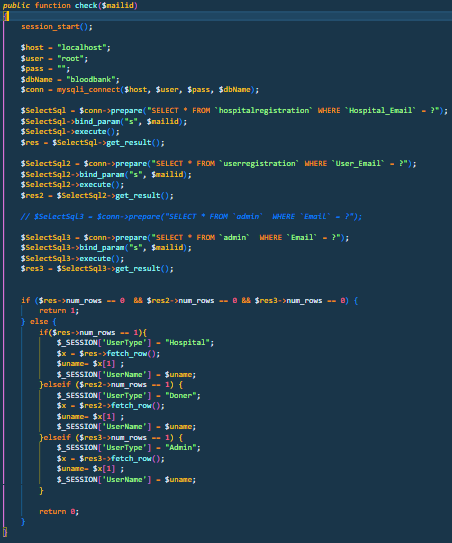 public function check($mailid)
{
session_start();
$host = "localhost";
$user = "root";
$pass = "";
$dbName = "bloodbank";
$conn = mysqli_connect($host, $user, $pass, $dbName);
$SelectSql = $conn->prepare("SELECT * FROM `hospitalregistration` WHERE `Hospital_Email` = ?");
$SelectSql->bind_param("s", $mailid);
$SelectSql->execute();
$res = $SelectSql->get_result();
$SelectSql2 = $conn->prepare("SELECT * FROM `userregistration` WHERE `User_Email` = ?");
$SelectSql2->bind_param("s", $mailid);
$SelectSql2->execute();
$res2 = $SelectSql2->get_result();
// $SelectSql3 = $conn->prepare("SELECT * FROM `admin`  WHERE `Email` = ?");
$SelectSql3 = $conn->prepare("SELECT * FROM `admin`  WHERE `Email` = ?");
$SelectSql3->bind_param("s", $mailid);
$SelectSql3->execute();
$res3 = $SelectSql3->get_result();
if ($res->num_rows == 0  && $res2->num_rows == 0 && $res3->num_rows == 0) {
return 1;
} else {
if($res->num_rows == 1){
$_SESSION['UserType'] = "Hospital";
$x = $res->fetch_row();
$uname= $x[1] ;
$_SESSION['UserName'] = $uname;
}elseif ($res2->num_rows == 1) {
$_SESSION['UserType'] = "Doner";
$x = $res2->fetch_row();
$uname= $x[1] ;
$_SESSION['UserName'] = $uname;
}elseif ($res3->num_rows == 1) {
$_SESSION['UserType'] = "Admin";
$x = $res3->fetch_row();
$uname= $x[1] ;
$_SESSION['UserName'] = $uname;
}
return 0;
}
}